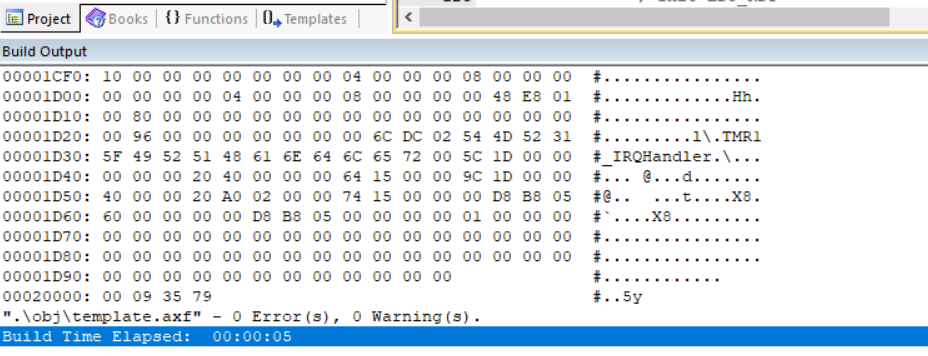 Project Books {} Functions 0 Templates
Build Output
00001CF0: 10 00 00 00 00 00 00 00 04 00 00 00 08 00 00 00 #................
00001D00: 00 00 00 00 04 00 00 00 08 00 00 00 00 48 E8 01 #.............Hh.
00001D10: 00 80 00 00 00 00 00 00 00 00 00 00 00 00 00 00 #................
00001D20: 00 96 00 00 00 00 00 00 00 6C DC 02 54 4D 52 31 #.........l\.TMR1
00001D30: 5F 49 52 51 48 61 6E 64 6C 65 72 00 5C 1D 00 00 #_IRQHandler.\...
00001D40: 00 00 00 20 40 00 00 00 64 15 00 00 9C 1D 00 00 #... @...d.......
00001D50: 40 00 00 20 A0 02 00 00 74 15 00 00 00 D8 B8 05 #@.. ...t....X8.
00001D60: 60 00 00 00 00 D8 B8 05 00 00 00 00 01 00 00 00 #`....X8.........
00001D70: 00 00 00 00 00 00 00 00 00 00 00 00 00 00 00 00 #................
00001D80: 00 00 00 00 00 00 00 00 00 00 00 00 00 00 00 00 #................
00001D90: 00 00 00 00 00 00 00 00 00 00 00 00 #............
00020000: 00 09 35 79 #..5y
".\obj\template.axf" - 0 Error(s), 0 Warning(s).
Build Time Elapsed: 00:00:05